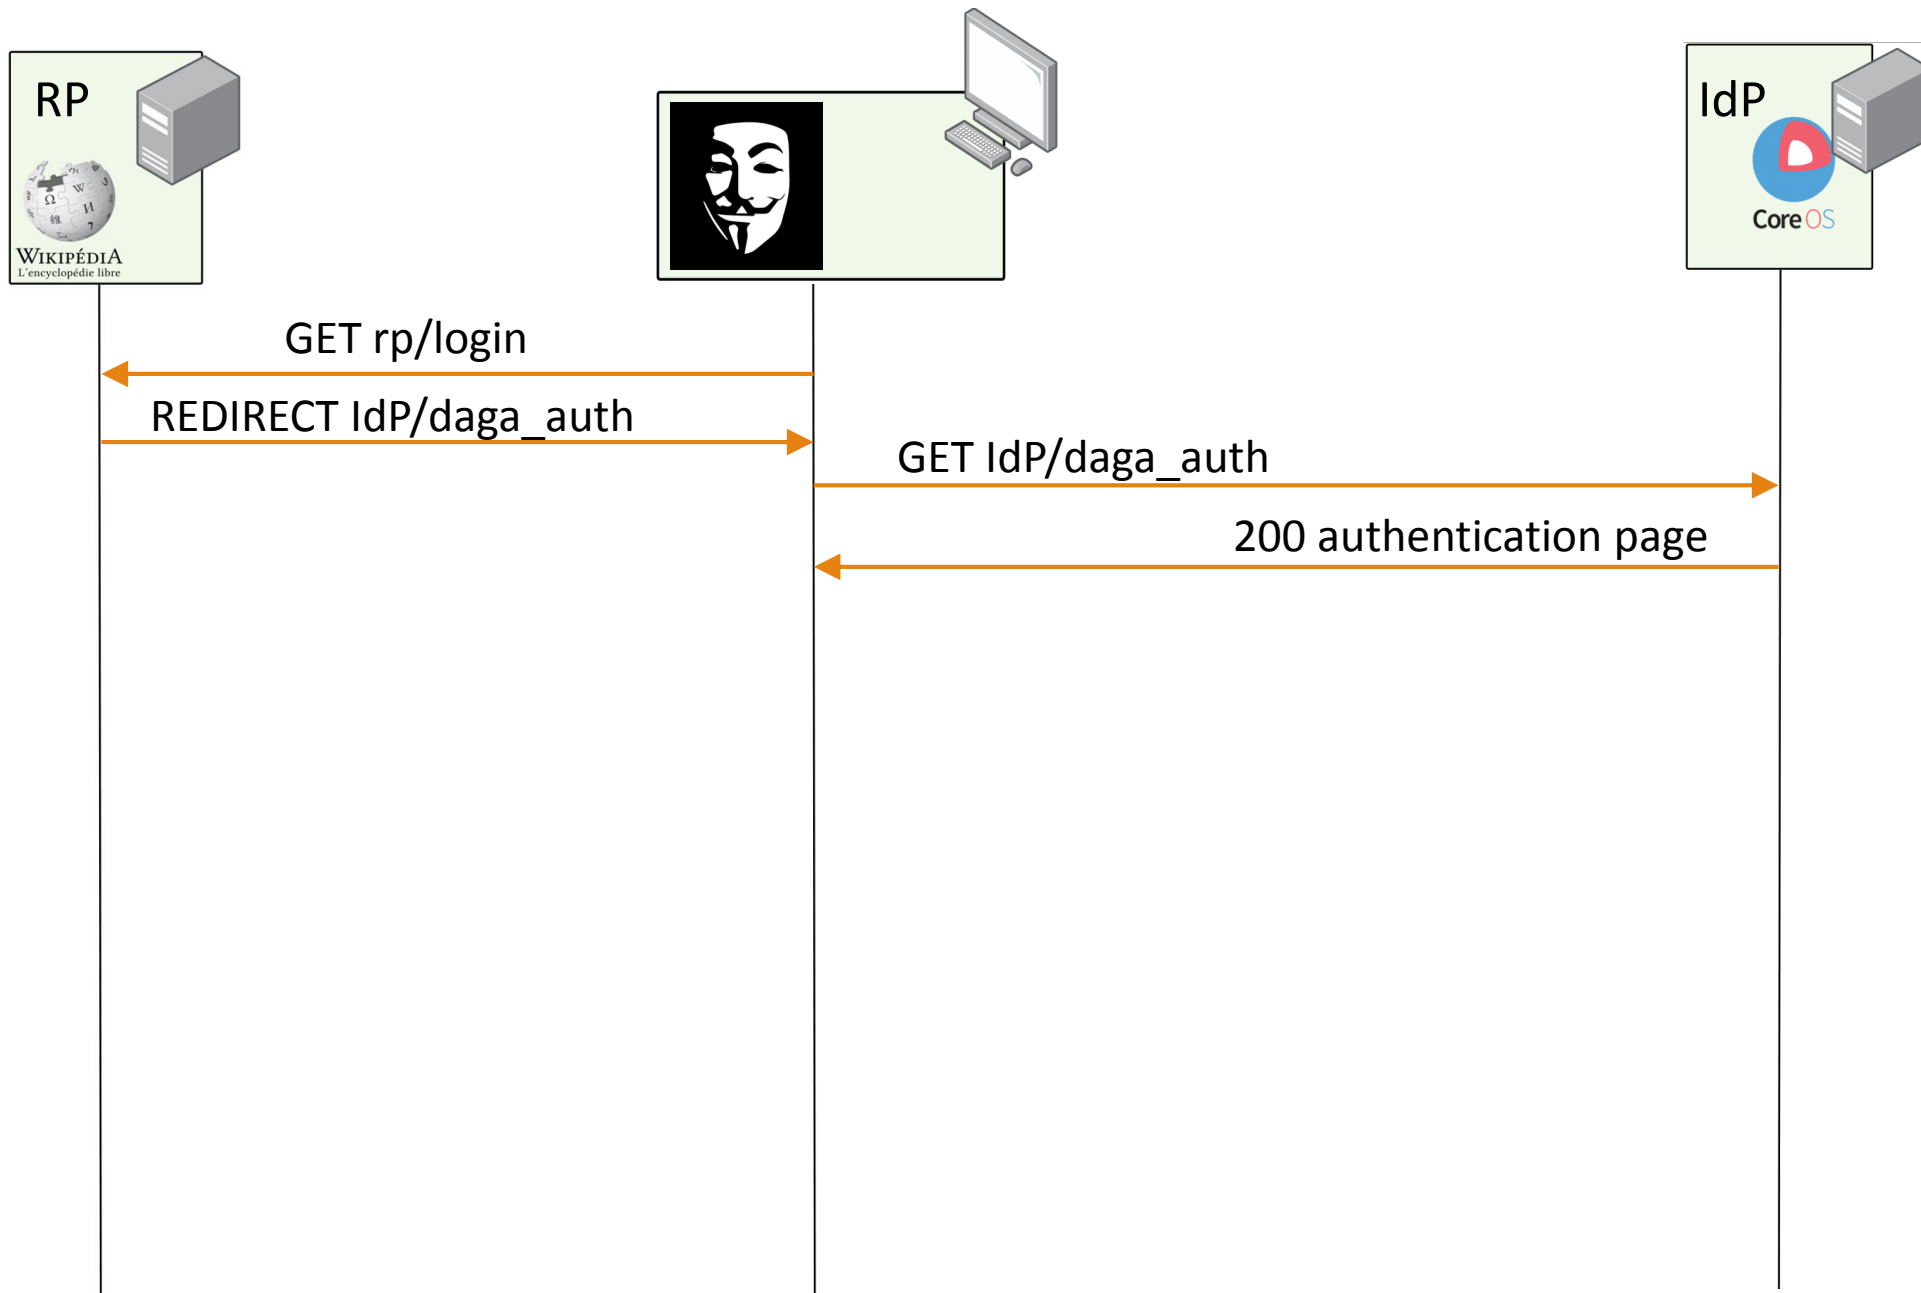 RP
IdP
Ω
W
И
7
WIKIPÉDIA
L'encyclopédie libre
Core OS
GET rp/login
REDIRECT IdP/daga_auth
GET IdP/daga_auth
200 authentication page